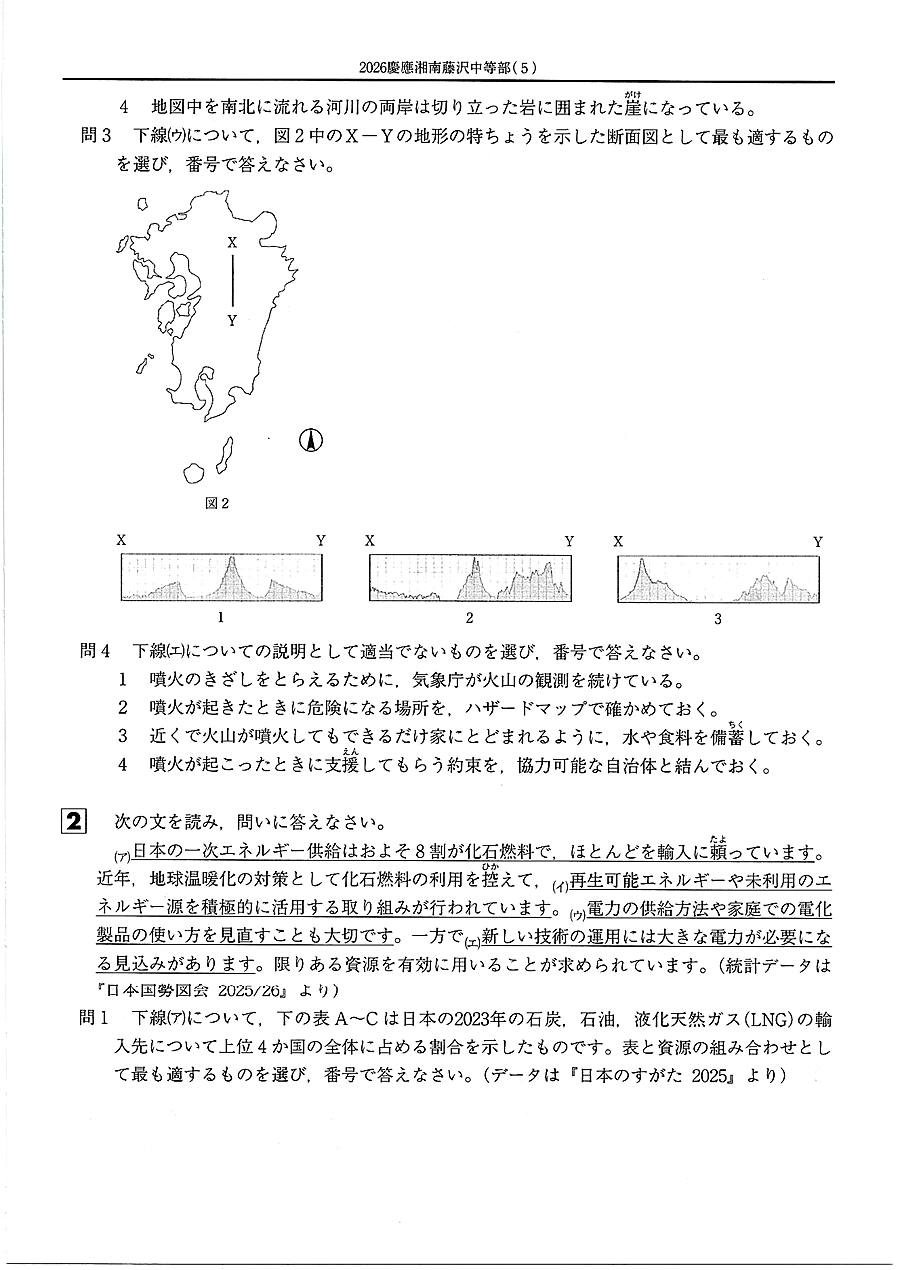 2026慶應湘南藤沢中等部(5)
4 地図中を南北に流れる河川の両岸は切り立った岩に囲まれた崖になっている。
がけ
問3 下線(ウ)について，図2中のX－Yの地形の特ちょうを示した断面図として最も適するもの
を選び，番号で答えなさい。
X
Y
図2
X Y X Y X Y
1 2 3
問4 下線(エ)についての説明として適当でないものを選び，番号で答えなさい。
1 噴火のきざしをとらえるために，気象庁が火山の観測を続けている。
2 噴火が起きたときに危険になる場所を，ハザードマップで確かめておく。
3 近くで火山が噴火してもできるだけ家にとどまれるように，水や食料を備蓄しておく。
ちく
4 噴火が起こったときに支援してもらう約束を，協力可能な自治体と結んでおく。
えん
2 次の文を読み，問いに答えなさい。
(ア)日本の一次エネルギー供給はおよそ8割が化石燃料で，ほとんどを輸入に頼っています。
たよ
近年，地球温暖化の対策として化石燃料の利用を控えて，(イ)再生可能エネルギーや未利用のエ
ひか
ネルギー源を積極的に活用する取り組みが行われています。(ウ)電力の供給方法や家庭での電化
製品の使い方を見直すことも大切です。一方で(エ)新しい技術の運用には大きな電力が必要にな
る見込みがあります。限りある資源を有効に用いることが求められています。（統計データは
『日本国勢図会 2025/26』より）
問1 下線(ア)について，下の表A～Cは日本の2023年の石炭，石油，液化天然ガス(LNG)の輸
入先について上位4か国の全体に占める割合を示したものです。表と資源の組み合わせとし
て最も適するものを選び，番号で答えなさい。（データは『日本のすがた 2025』より）